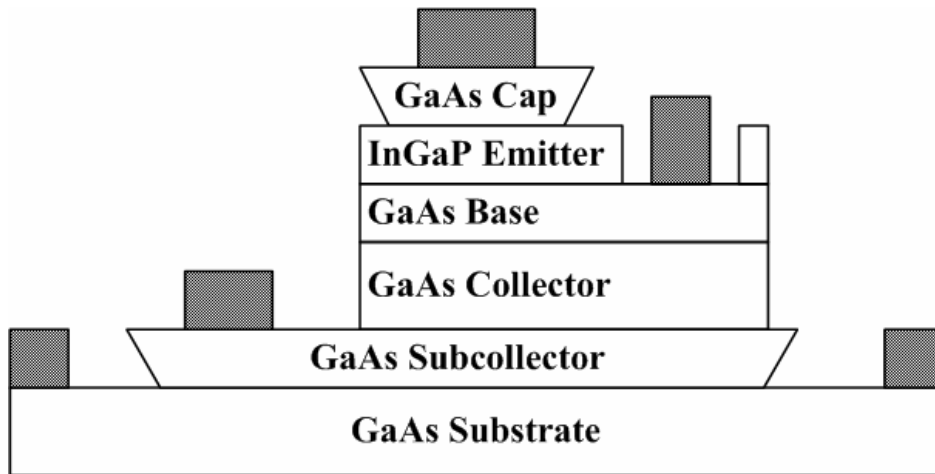 GaAs Cap
InGaP Emitter
GaAs Base
GaAs Collector
GaAs Subcollector
GaAs Substrate